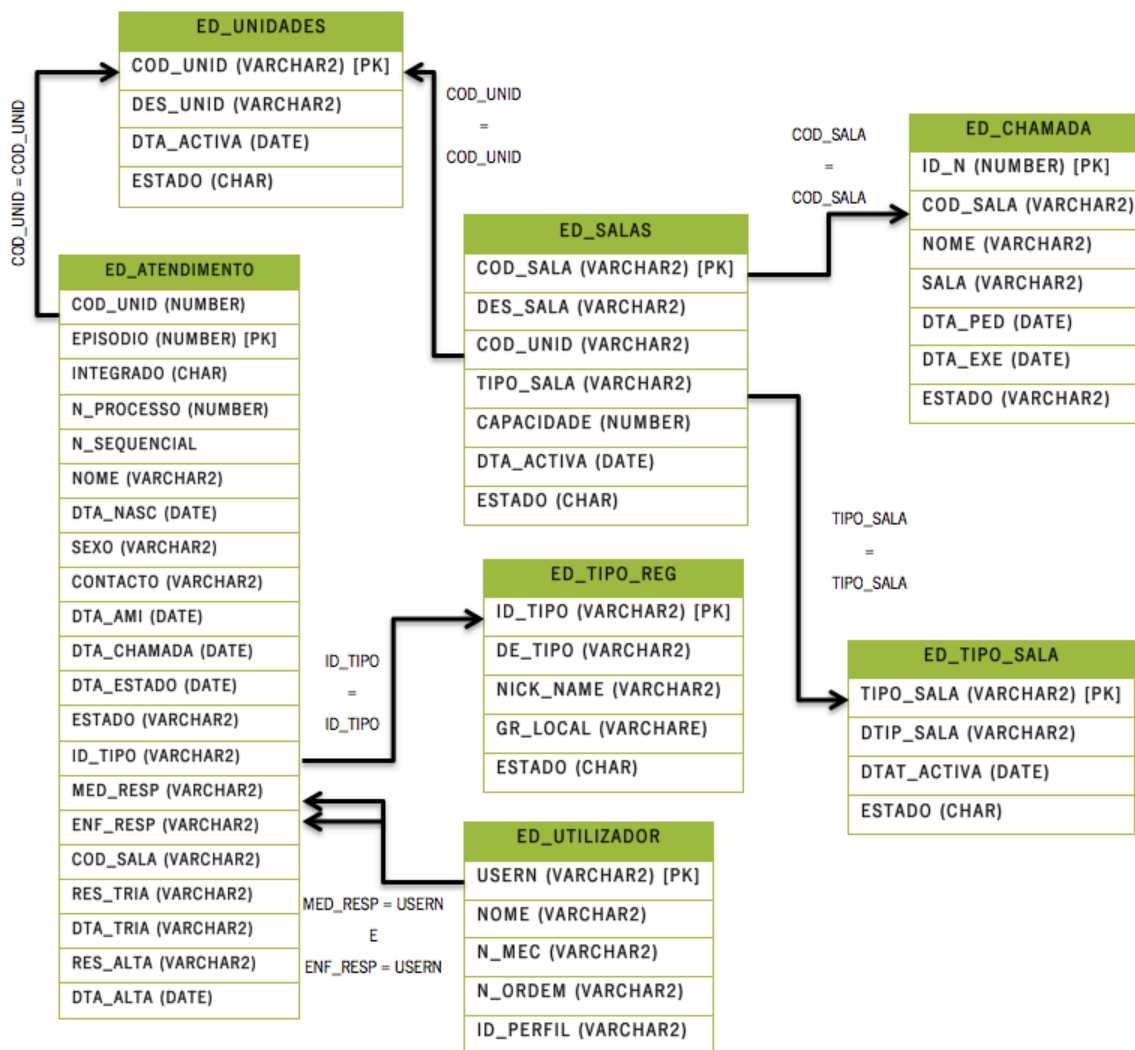 ED_UNIDADES
COD_UNID (VARCHAR2) [PK]
DES_UNID (VARCHAR2)
DTA_ACTIVA (DATE)
ESTADO (CHAR)
COD_UNID = COD_UNID
COD_UNID
=
COD_UNID
COD_SALA
=
COD_SALA
ED_CHAMADA
ID_N (NUMBER) [PK]
COD_SALA (VARCHAR2)
NOME (VARCHAR2)
SALA (VARCHAR2)
DTA_PED (DATE)
DTA_EXE (DATE)
ESTADO (VARCHAR2)
ED_SALAS
COD_SALA (VARCHAR2) [PK]
DES_SALA (VARCHAR2)
COD_UNID (VARCHAR2)
TIPO_SALA (VARCHAR2)
CAPACIDADE (NUMBER)
DTA_ACTIVA (DATE)
ESTADO (CHAR)
ED_ATENDIMENTO
COD_UNID (NUMBER)
EPISODIO (NUMBER) [PK]
INTEGRADO (CHAR)
N_PROCESSO (NUMBER)
N_SEQUENCIAL
NOME (VARCHAR2)
DTA_NASC (DATE)
SEXO (VARCHAR2)
CONTACTO (VARCHAR2)
DTA_AMI (DATE)
DTA_CHAMADA (DATE)
DTA_ESTADO (DATE)
ESTADO (VARCHAR2)
ID_TIPO (VARCHAR2)
MED_RESP (VARCHAR2)
ENF_RESP (VARCHAR2)
COD_SALA (VARCHAR2)
RES_TRIA (VARCHAR2)
DTA_TRIA (VARCHAR2)
RES_ALTA (VARCHAR2)
DTA_ALTA (DATE)
ID_TIPO
=
ID_TIPO
ED_TIPO_REG
ID_TIPO (VARCHAR2) [PK]
DE_TIPO (VARCHAR2)
NICK_NAME (VARCHAR2)
GR_LOCAL (VARCHARE)
ESTADO (CHAR)
TIPO_SALA
=
TIPO_SALA
ED_TIPO_SALA
TIPO_SALA (VARCHAR2) [PK]
DTIP_SALA (VARCHAR2)
DTAT_ACTIVA (DATE)
ESTADO (CHAR)
MED_RESP = USERN
E
ENF_RESP = USERN
ED_UTILIZADOR
USERN (VARCHAR2) [PK]
NOME (VARCHAR2)
N_MEC (VARCHAR2)
N_ORDEM (VARCHAR2)
ID_PERFIL (VARCHAR2)